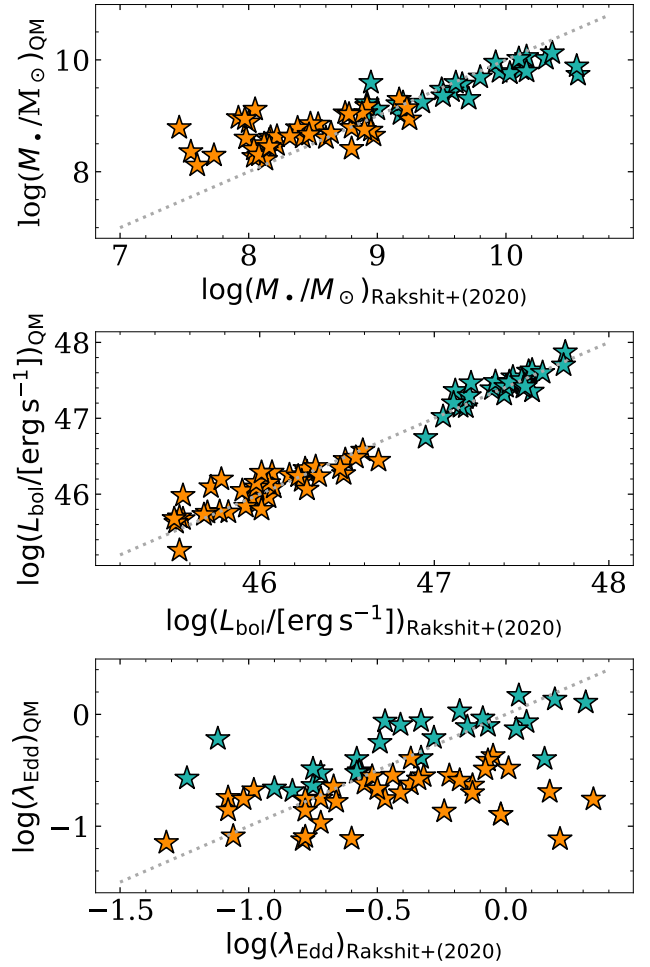 log(M•/M⊙)QM
10
8
7 8 9 10
log(M•/M⊙)Rakshit+(2020)
log(Lbol/[erg s−1])QM
48
47
46
46 47 48
log(Lbol/[erg s−1])Rakshit+(2020)
log(λEdd)QM
0
−1
−1.5 −1.0 −0.5 0.0
log(λEdd)Rakshit+(2020)